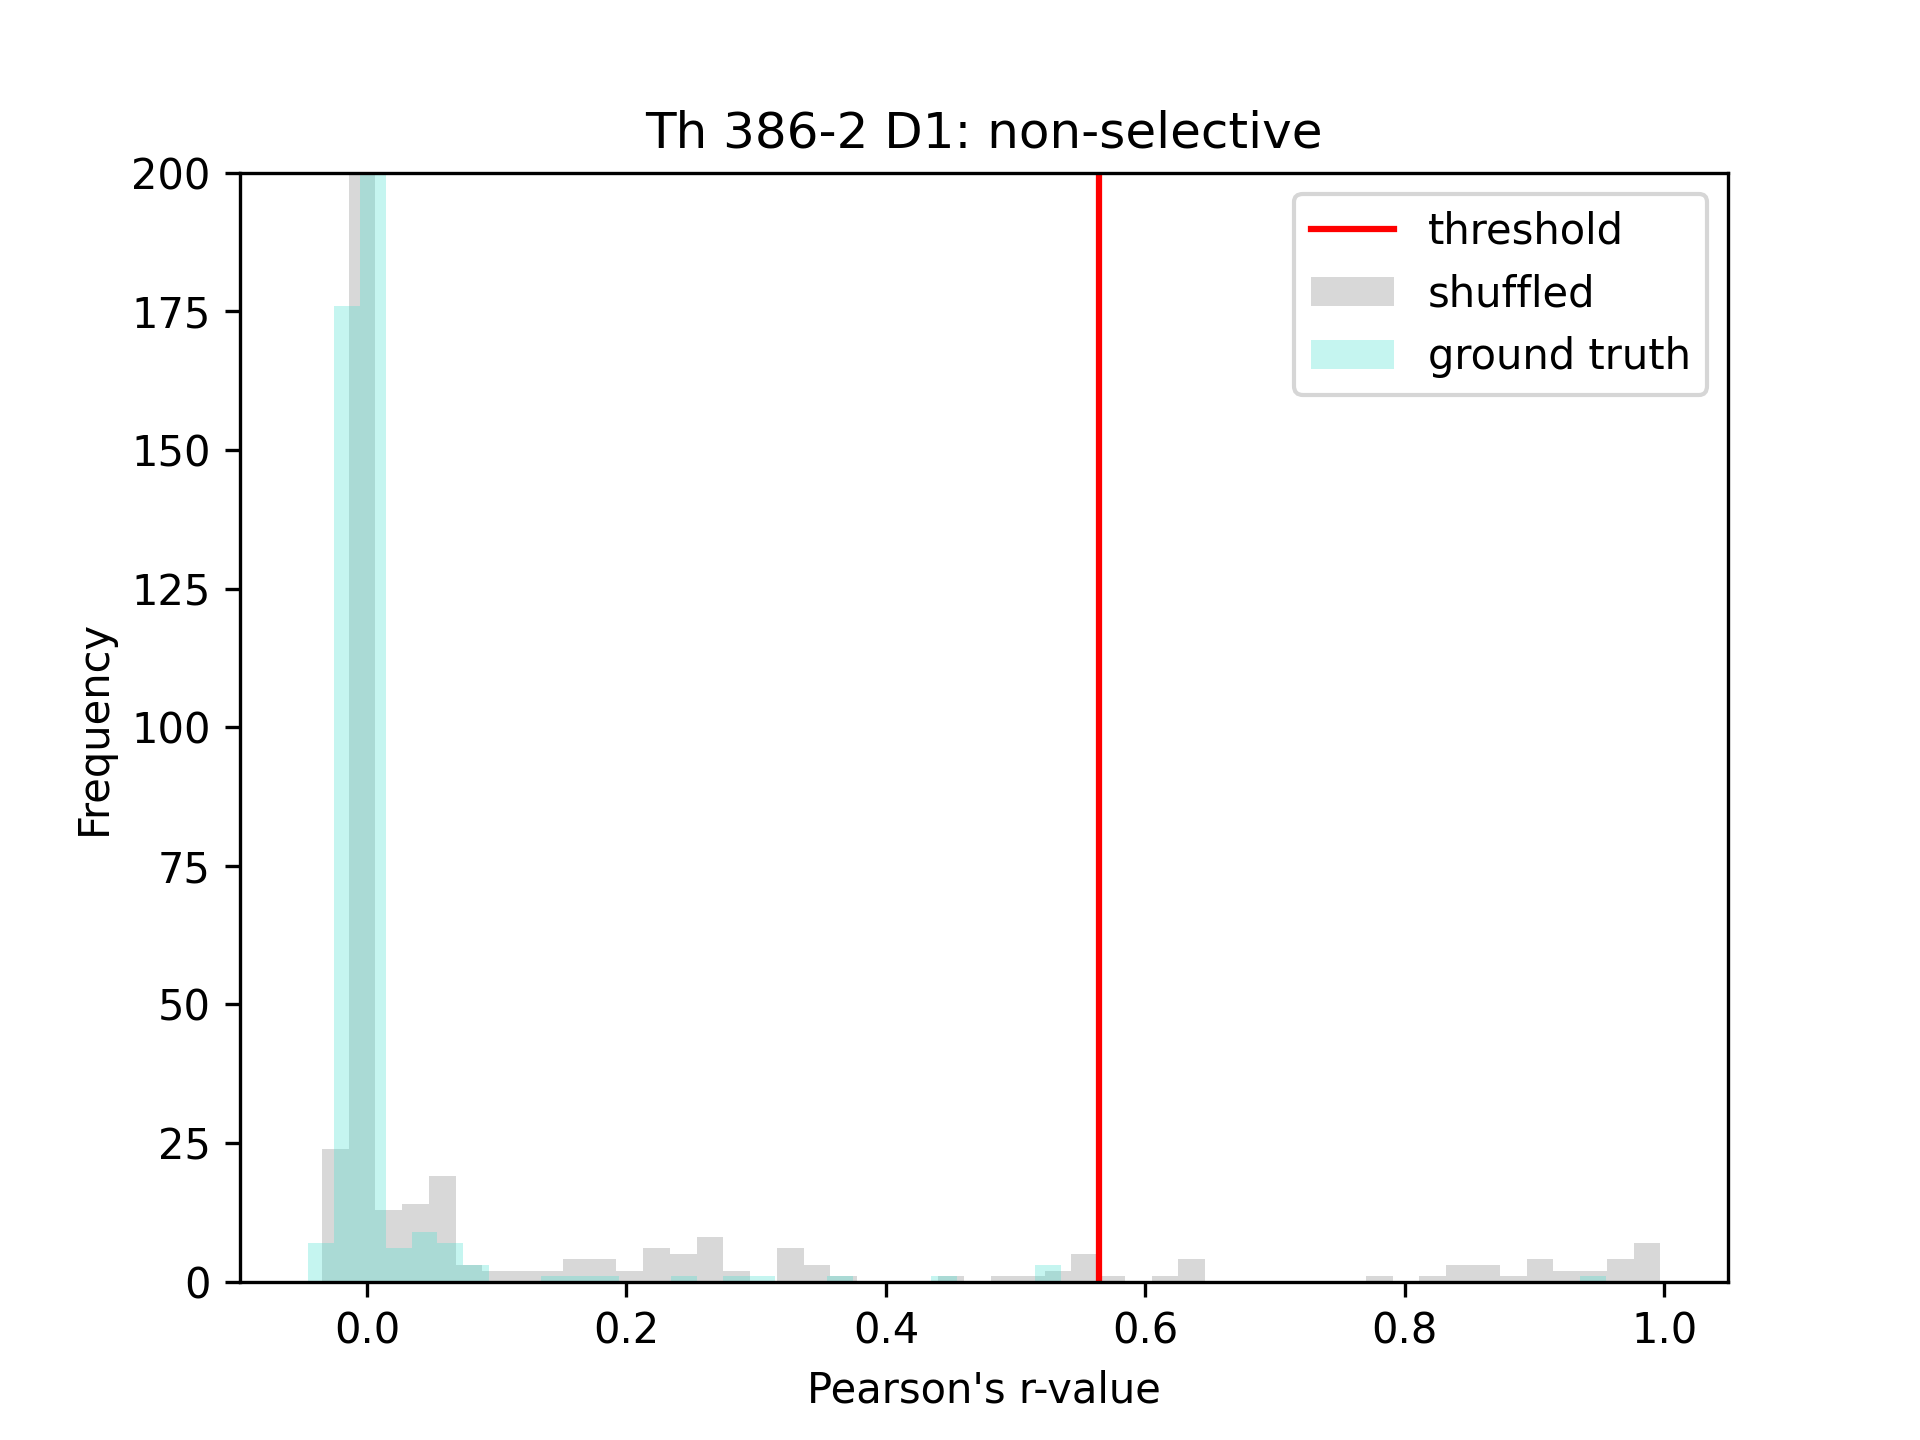 Th 386-2 D1: non-selective
200
175
150
125
100
75
50
25
0
Frequency
threshold
shuffled
ground truth
0.0 0.2 0.4 0.6 0.8 1.0
Pearson's r-value